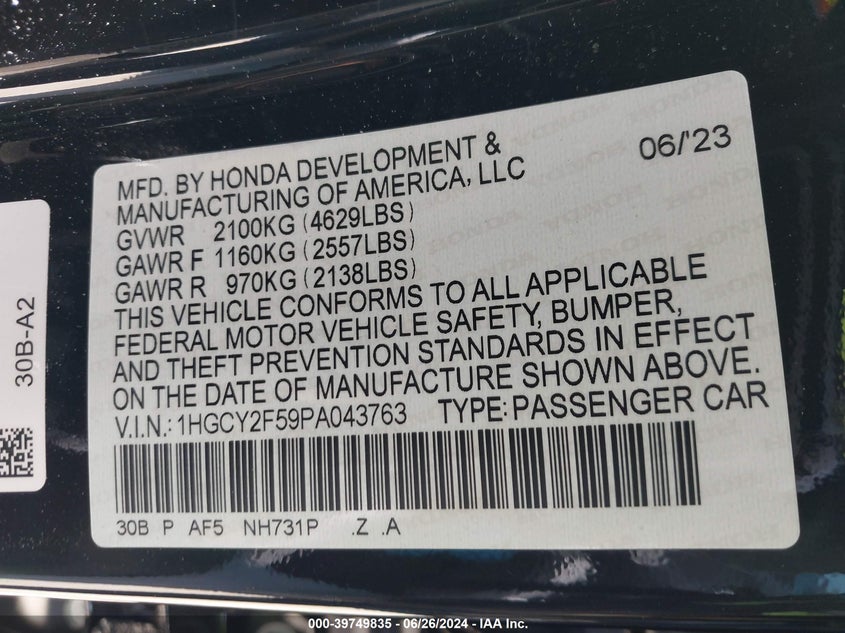 MFD. BY HONDA DEVELOPMENT &
MANUFACTURING OF AMERICA, LLC
06/'23
GVWR 2100KG (4629LBS)
GAWR F 1160KG (2557LBS)
GAWR R 970KG (2138LBS)
THIS VEHICLE CONFORMS TO ALL APPLICABLE
FEDERAL MOTOR VEHICLE SAFETY, BUMPER,
AND THEFT PREVENTION STANDARDS IN EFFECT
ON THE DATE OF MANUFACTURE SHOWN ABOVE.
V.I.N.: 1HGCY2F59PA043763 TYPE: PASSENGER CAR
30B P AF5 NH731P .Z .A
30B-A2
000-39749835 - 06/26/2024 - IAA Inc.